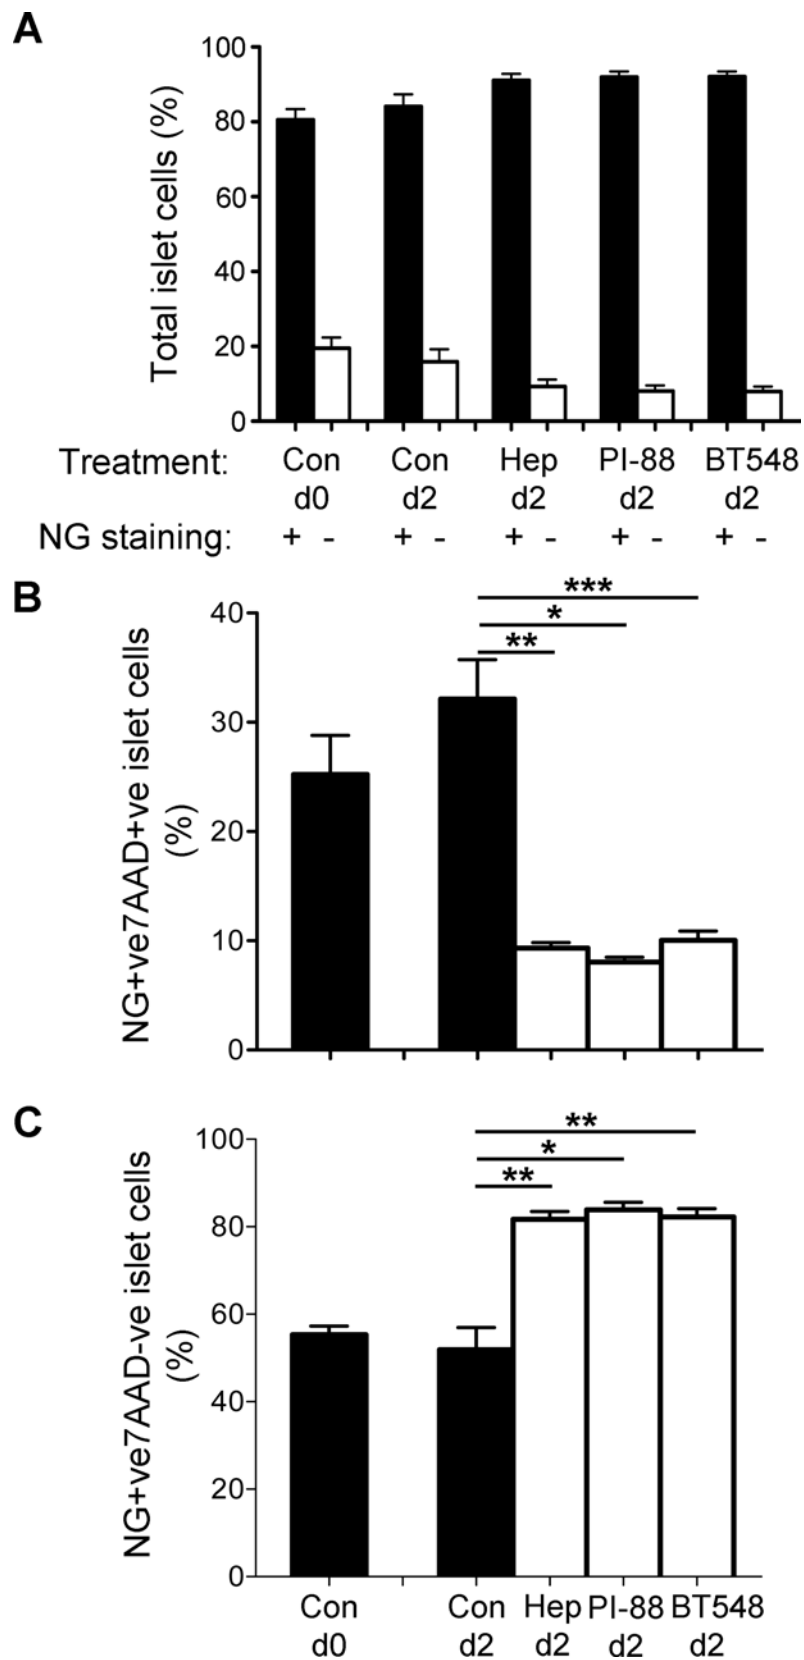 A
Total islet cells (%)
100
80
60
40
20
0
Treatment: Con Con Hep PI-88 BT548
d0 d2 d2 d2 d2
NG staining: + - + - + - + - + -
B
NG+ve7AAD+ve islet cells
(%)
40
30
20
10
0
***
*
**
C
NG+ve7AAD-ve islet cells
(%)
100
80
60
40
20
0
**
*
**
Con Con Hep PI-88 BT548
d0 d2 d2 d2 d2